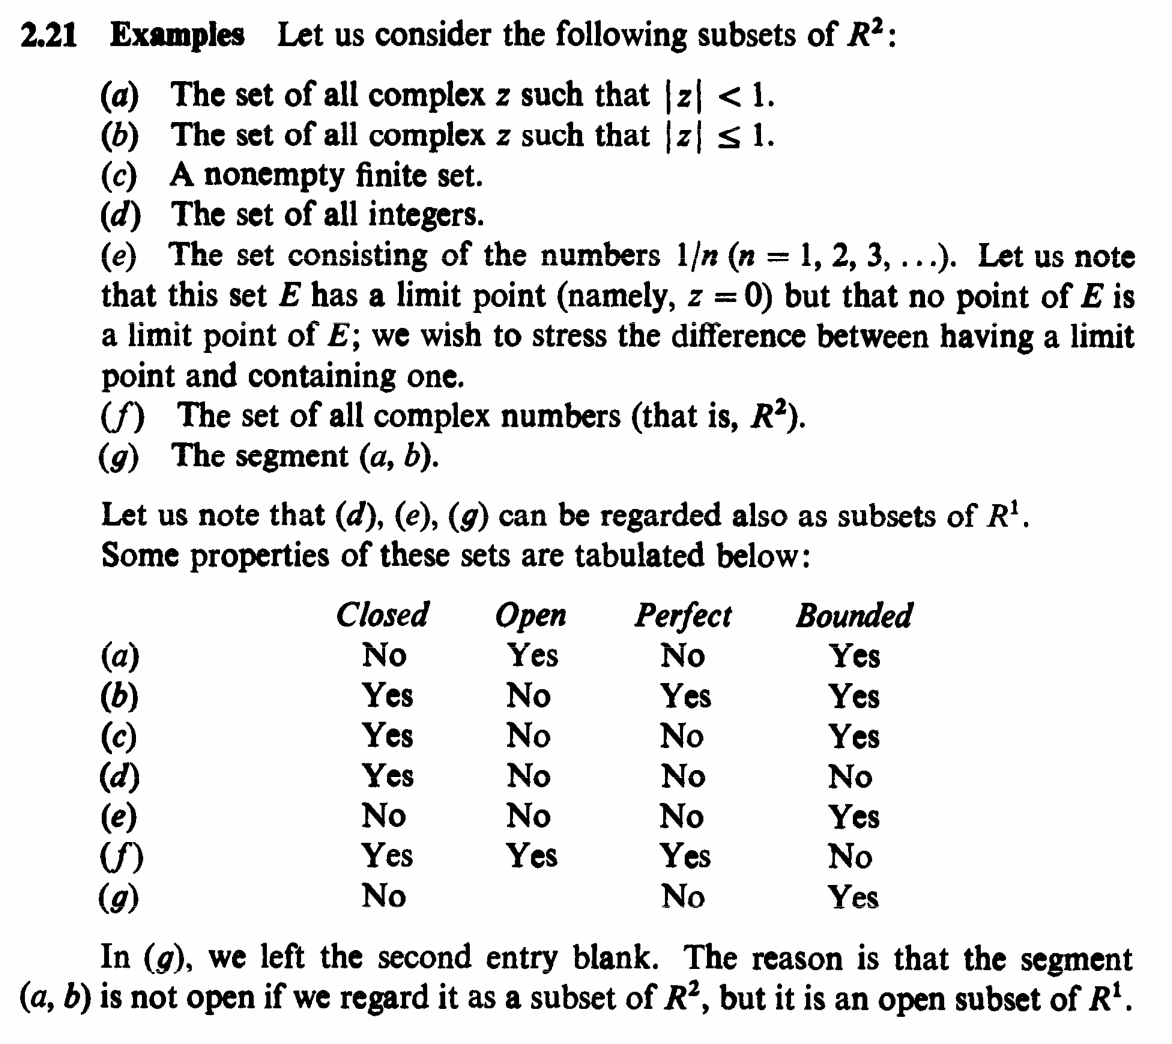 2.21 Examples Let us consider the following subsets of R²:
(a) The set of all complex z such that |z| < 1.
(b) The set of all complex z such that |z| ≤ 1.
(c) A nonempty finite set.
(d) The set of all integers.
(e) The set consisting of the numbers 1/n (n = 1, 2, 3, ...). Let us note
that this set E has a limit point (namely, z = 0) but that no point of E is
a limit point of E; we wish to stress the difference between having a limit
point and containing one.
(f) The set of all complex numbers (that is, R²).
(g) The segment (a, b).
Let us note that (d), (e), (g) can be regarded also as subsets of R¹.
Some properties of these sets are tabulated below:
Closed Open Perfect Bounded
(a) No Yes No Yes
(b) Yes No Yes Yes
(c) Yes No No Yes
(d) Yes No No No
(e) No No No Yes
(f) Yes Yes Yes No
(g) No No Yes
In (g), we left the second entry blank. The reason is that the segment
(a, b) is not open if we regard it as a subset of R², but it is an open subset of R¹.